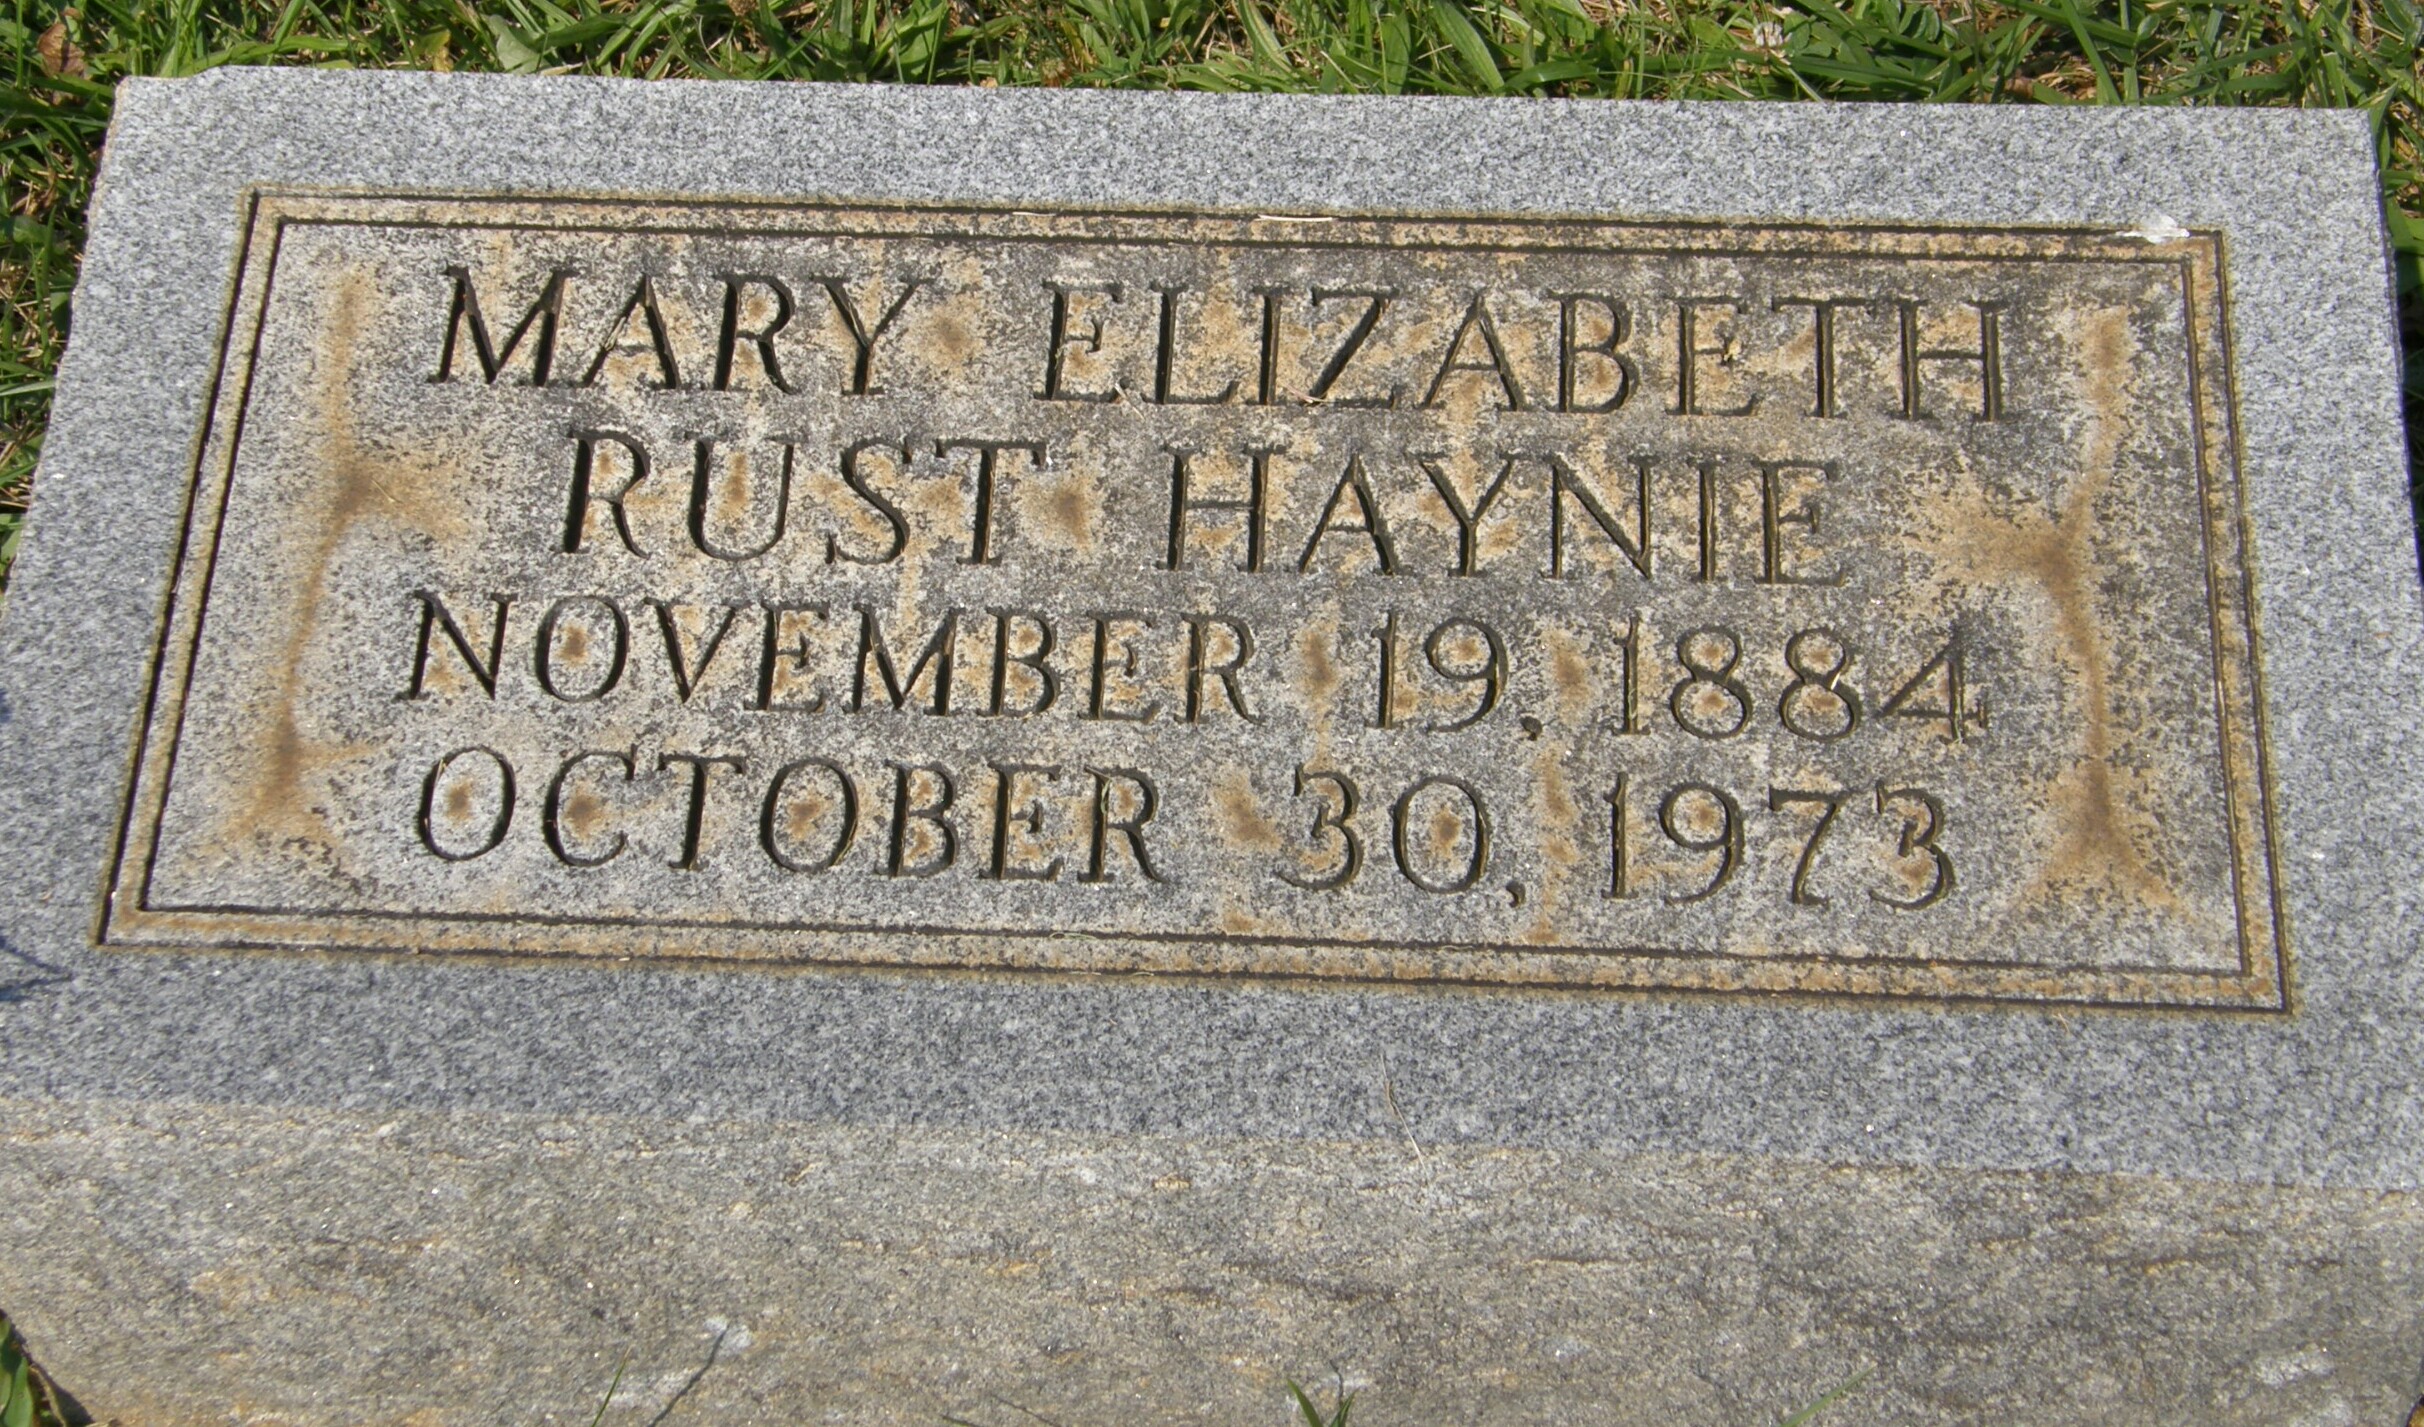 MARY ELIZABETH
RUST HAYNIE
NOVEMBER 19, 1884
OCTOBER 30, 1973